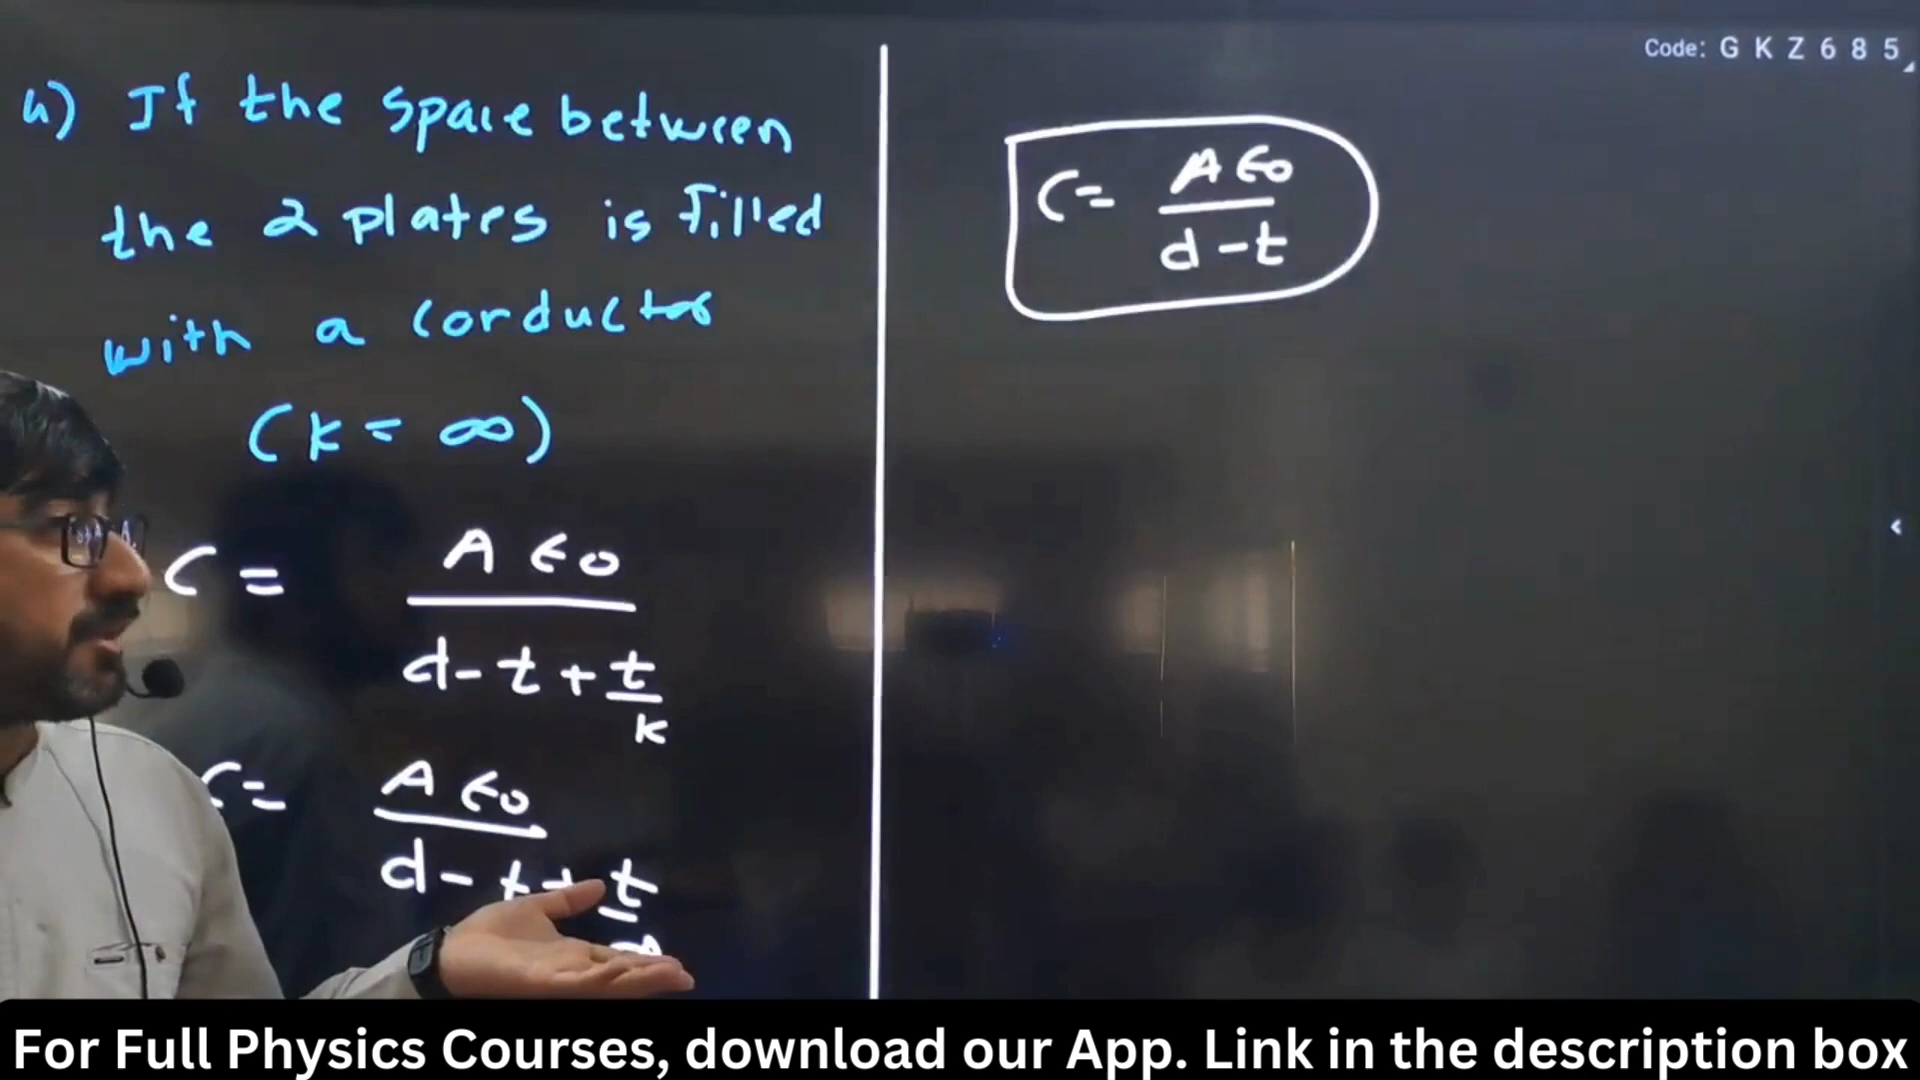 4) If the space between
the 2 plates is filled
with a conductor
(k = ∞)
C = A ε0 / d - t + t/k
C = A ε0 / d - t + t/
C = A ε0 / d - t
Code: G K Z 6 8 5
For Full Physics Courses, download our App. Link in the description box